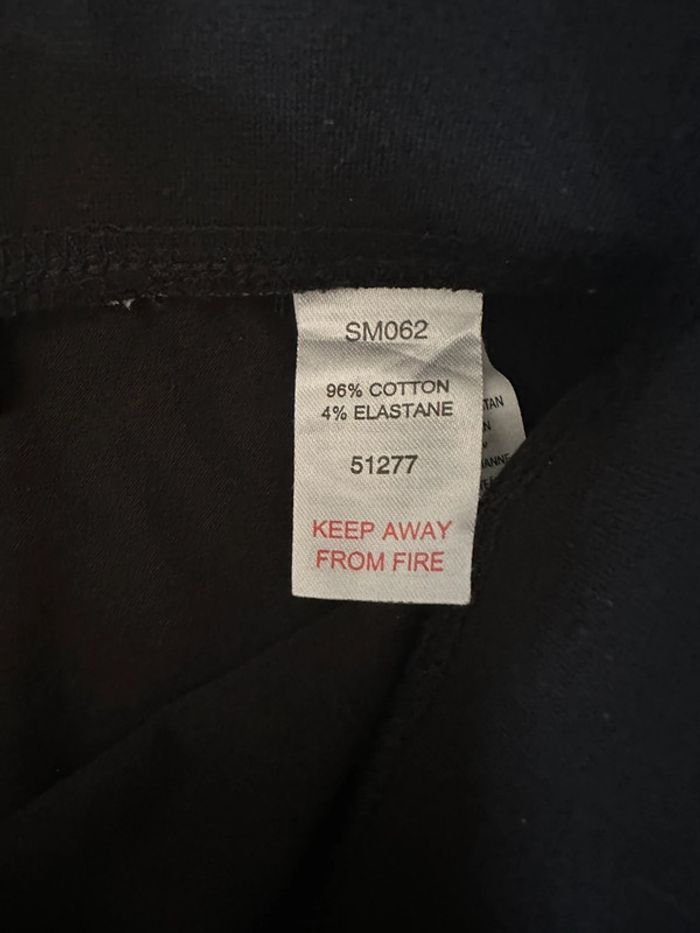 SM062
96% COTTON
4% ELASTANE
51277
KEEP AWAY
FROM FIRE